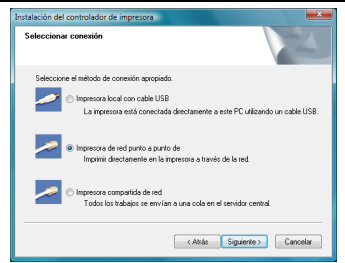 Instalación del controlador de impresora
Seleccionar conexión
Seleccione el método de conexión apropiado.
Impresora local con cable USB
La impresora está conectada directamente a este PC utilizando un cable USB.
Impresora de red punto a punto de
Imprimir directamente en la impresora a través de la red.
Impresora compartida de red
Todos los trabajos se envían a una cola en el servidor central.
< Atrás Siguiente > Cancelar